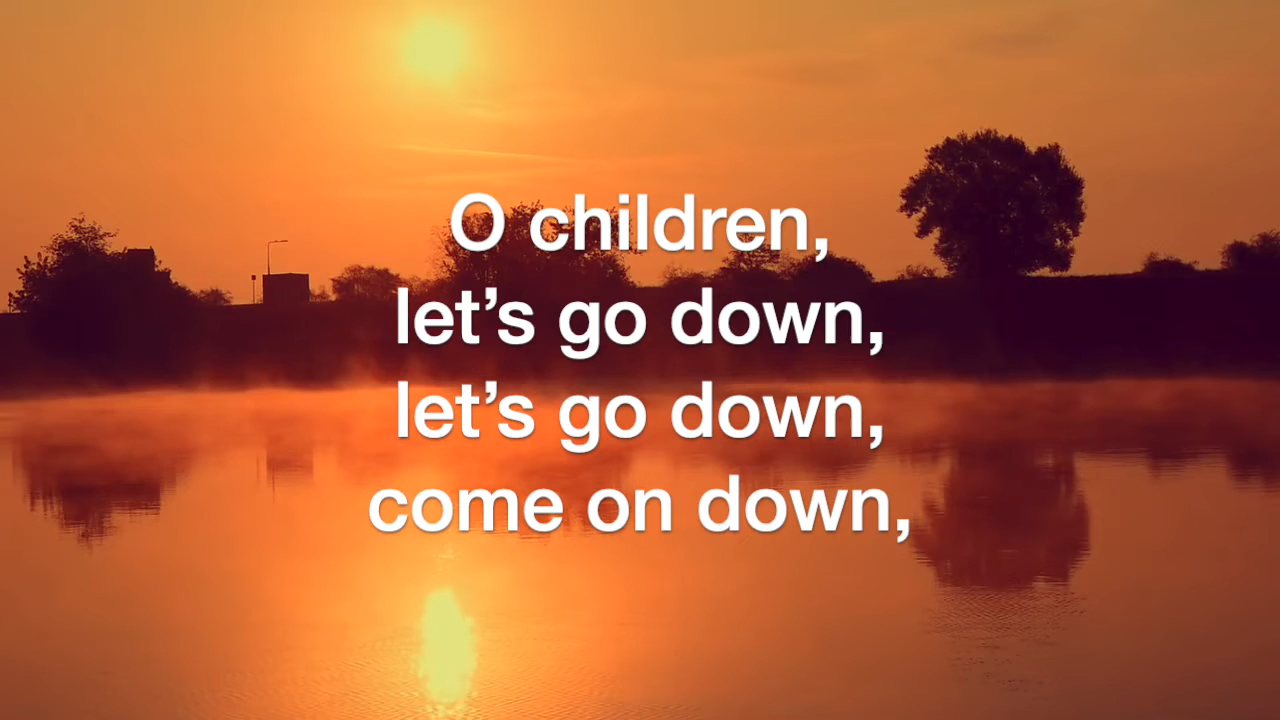 O children,
let’s go down,
let’s go down,
come on down,